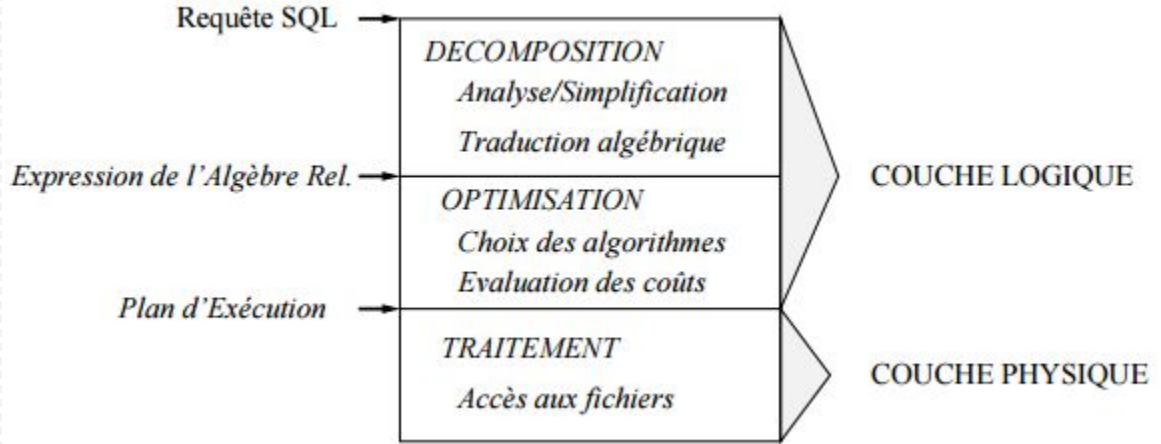 Requête SQL
DECOMPOSITION
Analyse/Simplification
Traduction algébrique
Expression de l'Algèbre Rel.
COUCHE LOGIQUE
OPTIMISATION
Choix des algorithmes
Evaluation des coûts
Plan d'Exécution
TRAITEMENT
COUCHE PHYSIQUE
Accès aux fichiers